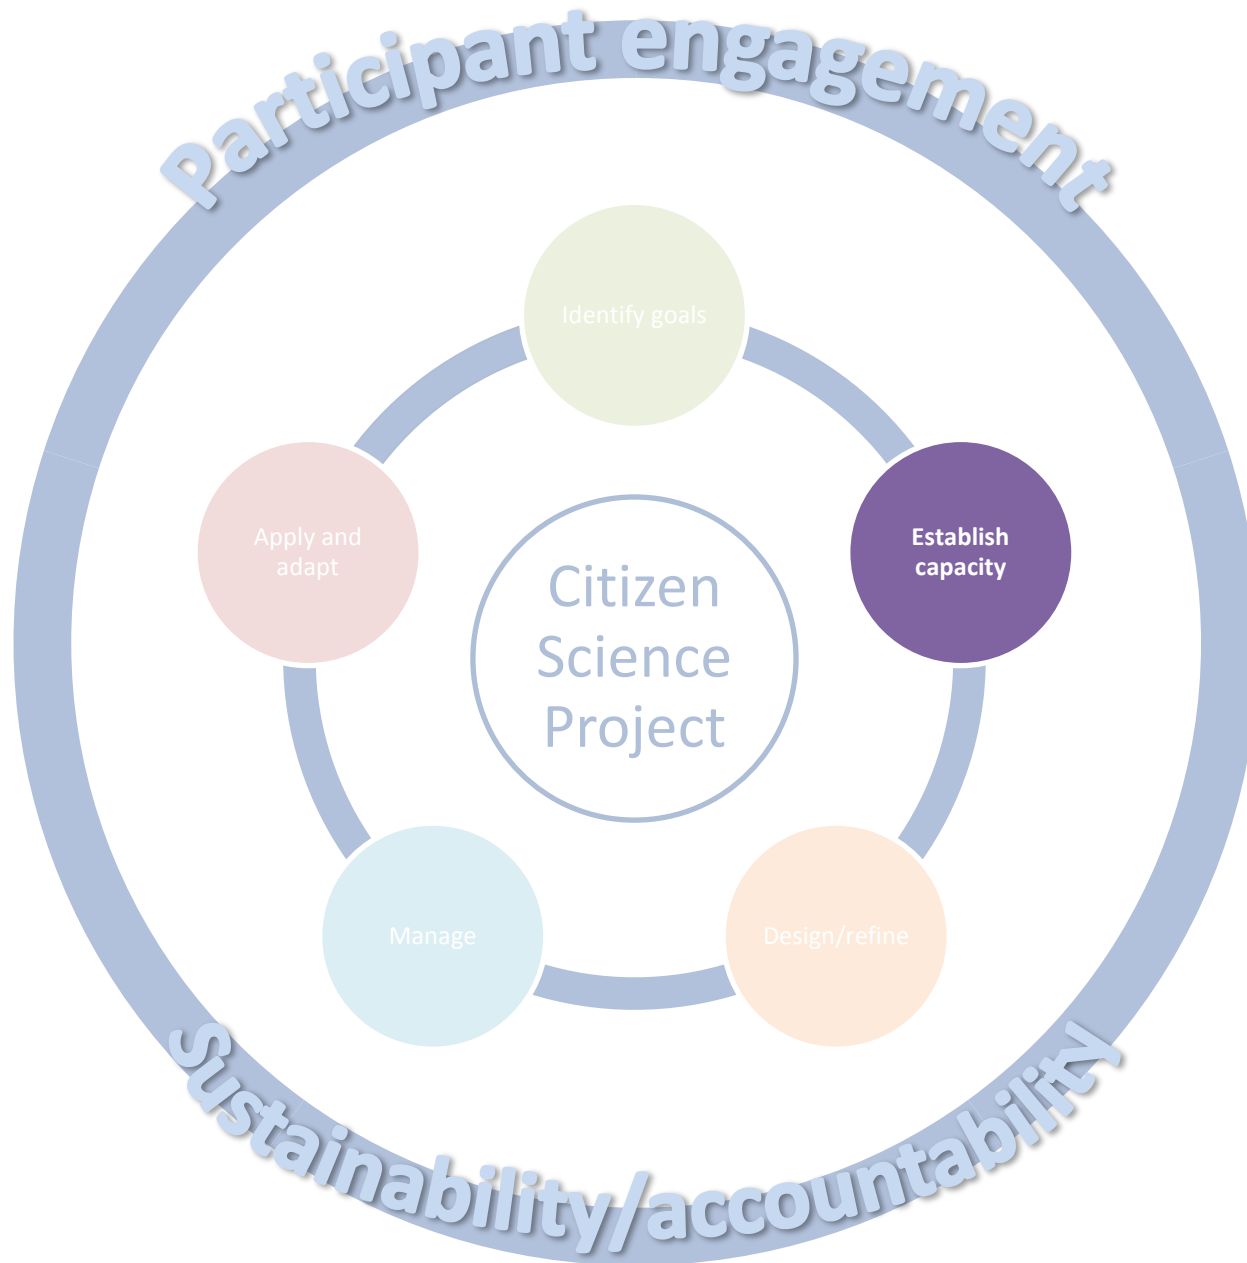 Participant engagement
Identify goals
Apply and
adapt
Establish
capacity
Citizen
Science
Project
Manage
Design/refine
Sustainability/accountability